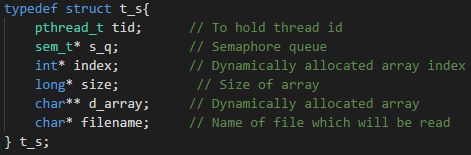 typedef struct t_s{
pthread_t tid; // To hold thread id
sem_t* s_q; // Semaphore queue
int* index; // Dynamically allocated array index
long* size; // Size of array
char** d_array; // Dynamically allocated array
char* filename; // Name of file which will be read
} t_s;